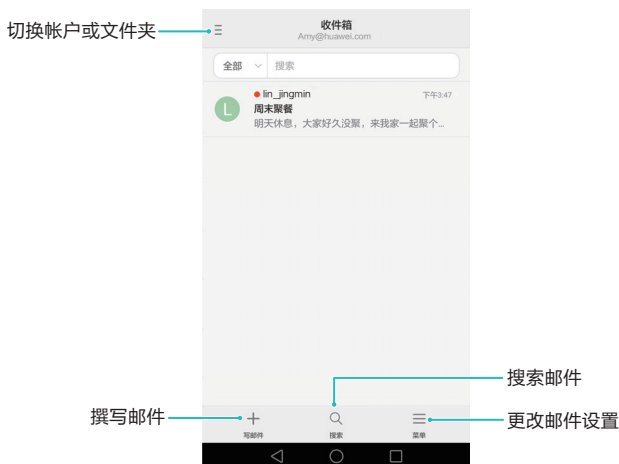 切换帐户或文件夹
收件箱
Amy@huawei.com
全部 搜索
lin_jingmin 下午3:47
L
周末聚餐
明天休息，大家好久没聚，来我家一起聚个...
搜索邮件
撰写邮件
更改邮件设置
写邮件 搜索 菜单